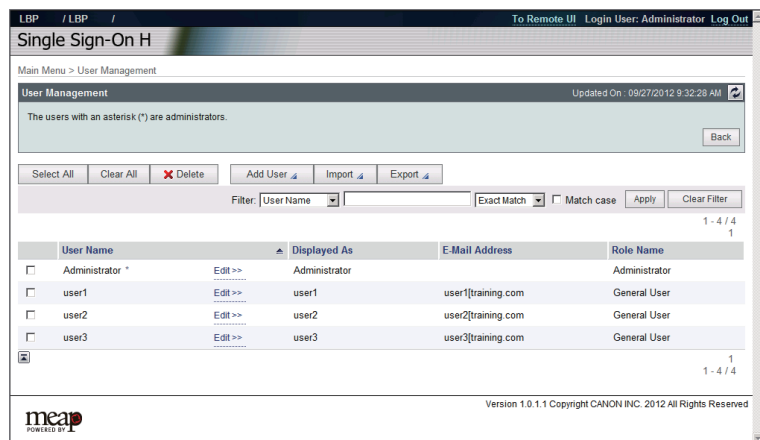 LBP / LBP / To Remote UI Login User: Administrator Log Out
Single Sign-On H
Main Menu > User Management
User Management Updated On : 09/27/2012 9:32:28 AM
The users with an asterisk (*) are administrators.
Back
Select All Clear All Delete Add User Import Export
Filter: User Name Exact Match Match case Apply Clear Filter
1 - 4 / 4
1
User Name Displayed As E-Mail Address Role Name
Administrator * Edit >> Administrator Administrator
user1 Edit >> user1 user1[training.com General User
user2 Edit >> user2 user2[training.com General User
user3 Edit >> user3 user3[training.com General User
1
1 - 4 / 4
Version 1.0.1.1 Copyright CANON INC. 2012 All Rights Reserved
meap
POWERED BY